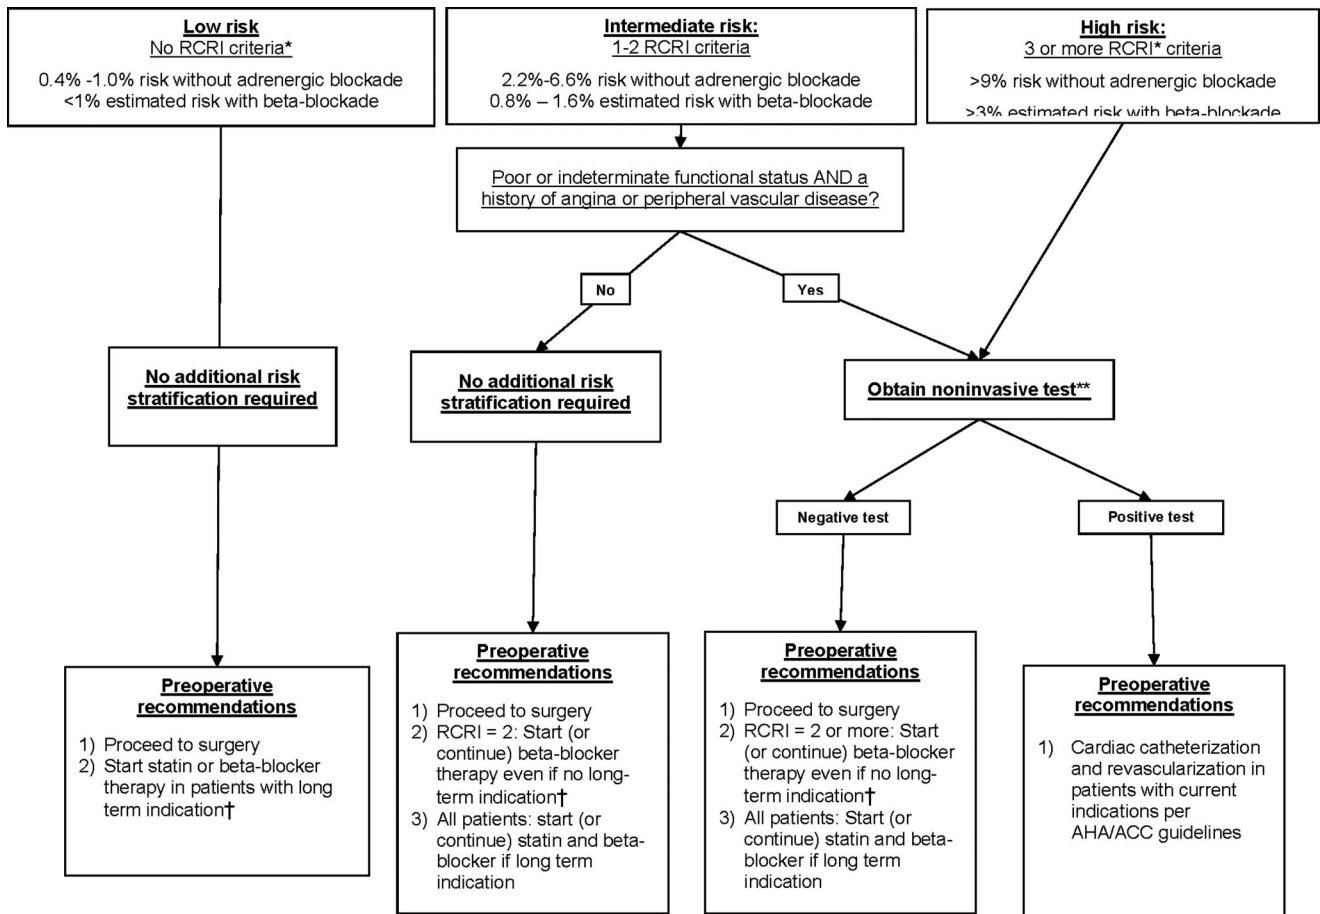 Low risk
No RCRI criteria*
0.4% -1.0% risk without adrenergic blockade
<1% estimated risk with beta-blockade
Intermediate risk:
1-2 RCRI criteria
2.2%-6.6% risk without adrenergic blockade
0.8% – 1.6% estimated risk with beta-blockade
High risk:
3 or more RCRI* criteria
>9% risk without adrenergic blockade
>3% estimated risk with beta-blockade
Poor or indeterminate functional status AND a
history of angina or peripheral vascular disease?
No
Yes
No additional risk
stratification required
No additional risk
stratification required
Obtain noninvasive test**
Negative test
Positive test
Preoperative
recommendations
1) Proceed to surgery
2) Start statin or beta-blocker
therapy in patients with long
term indication†
Preoperative
recommendations
1) Proceed to surgery
2) RCRI = 2: Start (or
continue) beta-blocker
therapy even if no long-
term indication†
3) All patients: start (or
continue) statin and beta-
blocker if long term
indication
Preoperative
recommendations
1) Proceed to surgery
2) RCRI = 2 or more: Start
(or continue) beta-blocker
therapy even if no long-
term indication†
3) All patients: Start (or
continue) statin and beta-
blocker if long term
indication
Preoperative
recommendations
1) Cardiac catheterization
and revascularization in
patients with current
indications per
AHA/ACC guidelines